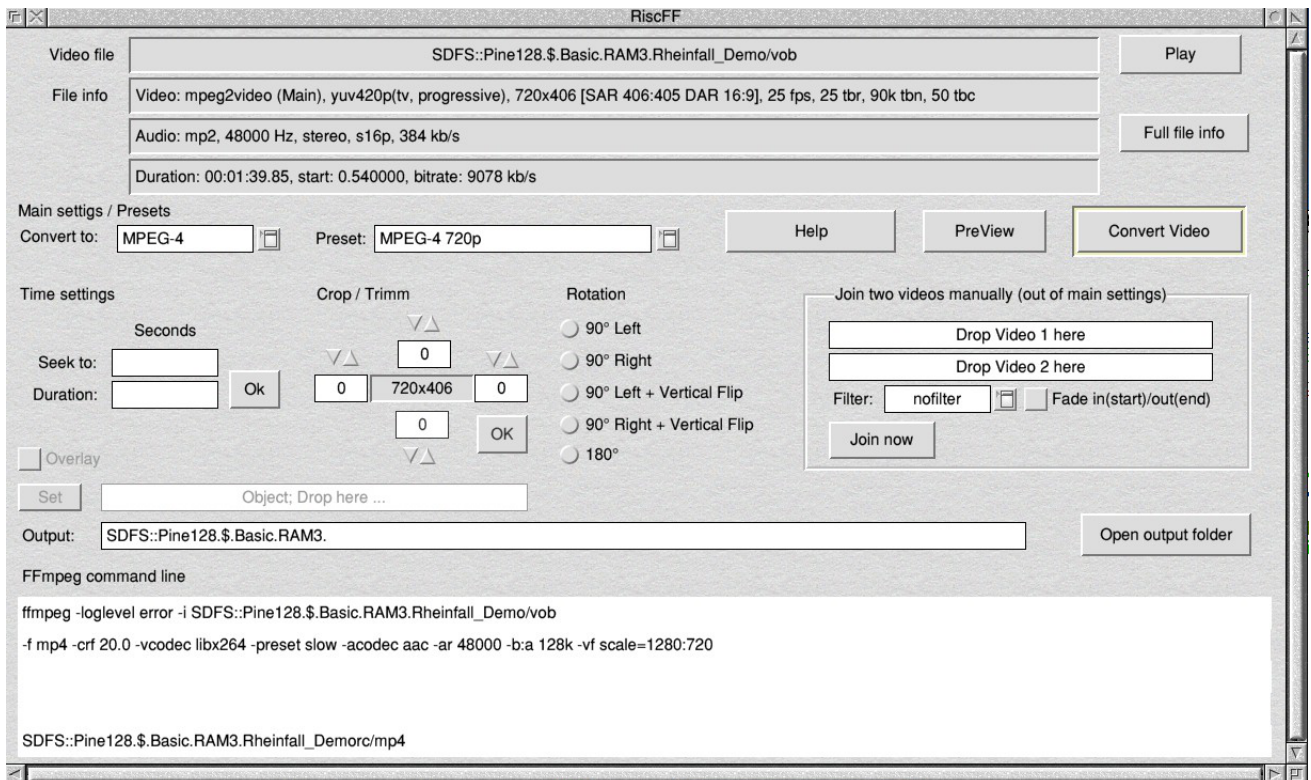 RiscFF
Video file SDFS::Pine128.$.Basic.RAM3.Rheinfall_Demo/vob Play
File info Video: mpeg2video (Main), yuv420p(tv, progressive), 720x406 [SAR 406:405 DAR 16:9], 25 fps, 25 tbr, 90k tbn, 50 tbc
Audio: mp2, 48000 Hz, stereo, s16p, 384 kb/s Full file info
Duration: 00:01:39.85, start: 0.540000, bitrate: 9078 kb/s
Main settigs / Presets
Convert to: MPEG-4 Preset: MPEG-4 720p Help PreView Convert Video
Time settings Crop / Trimm Rotation Join two videos manually (out of main settings)
Seconds 90° Left Drop Video 1 here
Seek to: 0 90° Right Drop Video 2 here
Duration: Ok 0 720x406 0 90° Left + Vertical Flip Filter: nofilter Fade in(start)/out(end)
0 OK 90° Right + Vertical Flip Join now
Overlay 180°
Set Object; Drop here ...
Output: SDFS::Pine128.$.Basic.RAM3. Open output folder
FFmpeg command line
ffmpeg -loglevel error -i SDFS::Pine128.$.Basic.RAM3.Rheinfall_Demo/vob
-f mp4 -crf 20.0 -vcodec libx264 -preset slow -acodec aac -ar 48000 -b:a 128k -vf scale=1280:720
SDFS::Pine128.$.Basic.RAM3.Rheinfall_Demorc/mp4